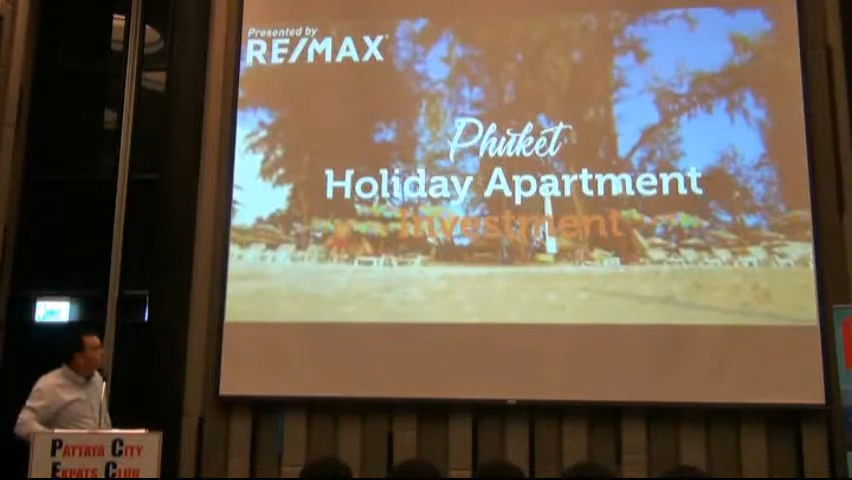 Presented by
RE/MAX
Phuket
Holiday Apartment
Investment
PATTAYA CITY
EXPATS CLUB